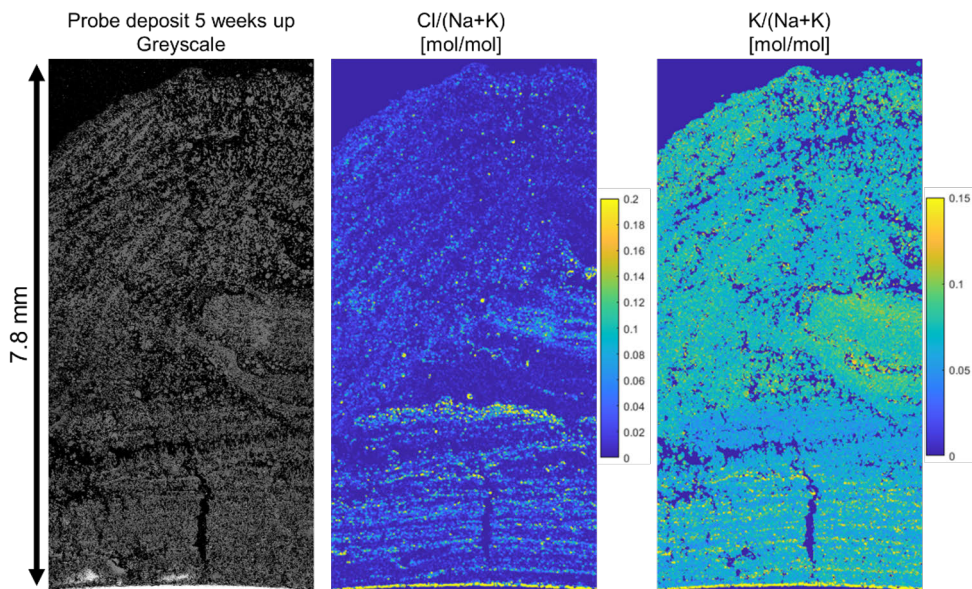 Probe deposit 5 weeks up
Greyscale
Cl/(Na+K)
[mol/mol]
K/(Na+K)
[mol/mol]
7.8 mm
0.2
0.18
0.16
0.14
0.12
0.1
0.08
0.06
0.04
0.02
0
0.15
0.1
0.05
0